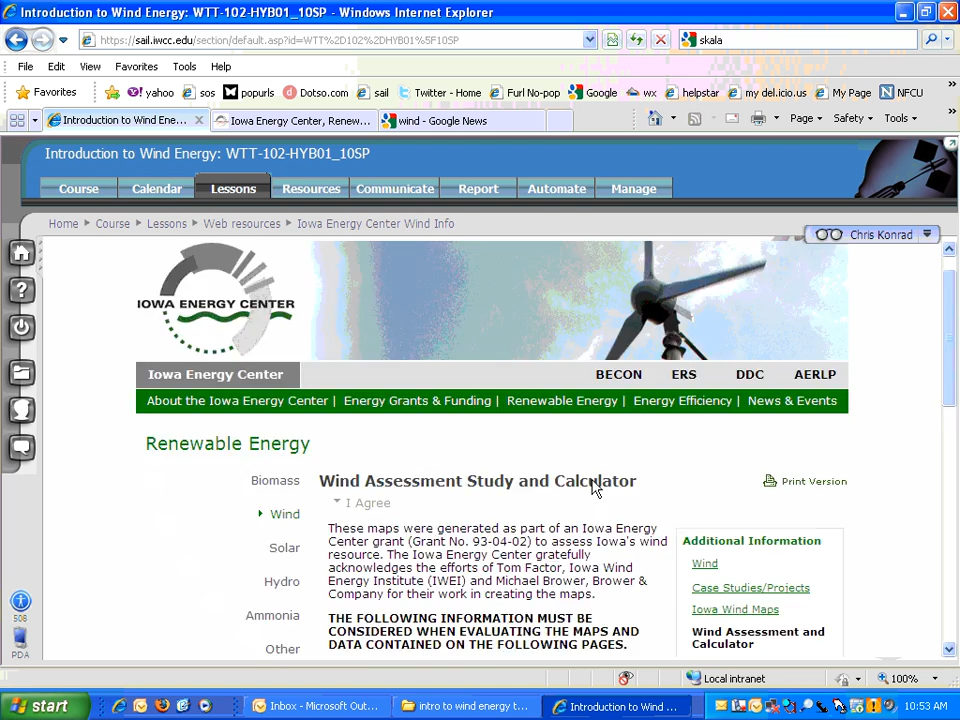 Introduction to Wind Energy: WTT-102-HYB01_10SP - Windows Internet Explorer
https://sail.iwcc.edu/section/default.asp?id=WTT%2D102%2DHYB01%5F10SP
skala
File Edit View Favorites Tools Help
Favorites yahoo sos popurls Dotso.com sail Twitter - Home Furl No-pop Google wx helpstar my del.icio.us My Page NFCU
Introduction to Wind Ene... Iowa Energy Center, Renew... wind - Google News Page Safety Tools
Introduction to Wind Energy: WTT-102-HYB01_10SP
Course Calendar Lessons Resources Communicate Report Automate Manage
Home Course Lessons Web resources Iowa Energy Center Wind Info
Chris Konrad
IOWA ENERGY CENTER
Iowa Energy Center BECON ERS DDC AERLP
About the Iowa Energy Center | Energy Grants & Funding | Renewable Energy | Energy Efficiency | News & Events
Renewable Energy
Biomass
Wind
Solar
Hydro
Ammonia
Other
Wind Assessment Study and Calculator
Print Version
I Agree
These maps were generated as part of an Iowa Energy
Center grant (Grant No. 93-04-02) to assess Iowa's wind
resource. The Iowa Energy Center gratefully
acknowledges the efforts of Tom Factor, Iowa Wind
Energy Institute (IWEI) and Michael Brower, Brower &
Company for their work in creating the maps.
THE FOLLOWING INFORMATION MUST BE
CONSIDERED WHEN EVALUATING THE MAPS AND
DATA CONTAINED ON THE FOLLOWING PAGES.
Additional Information
Wind
Case Studies/Projects
Iowa Wind Maps
Wind Assessment and
Calculator
508
PDA
Local intranet 100%
start Inbox - Microsoft Out... intro to wind energy t... Introduction to Wind ... 10:53 AM